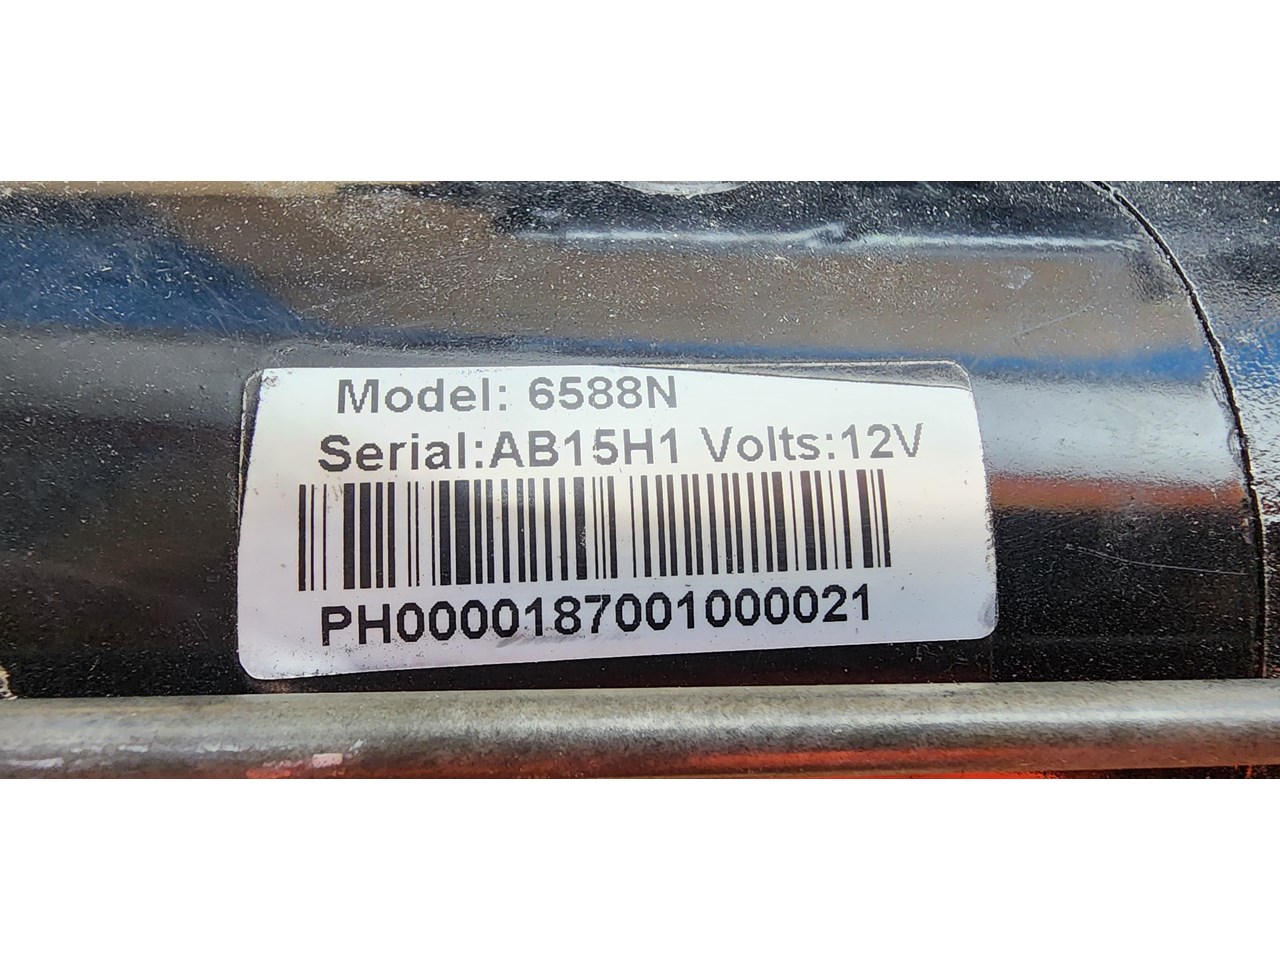 Model: 6588N
Serial:AB15H1 Volts:12V
PH0000187001000021